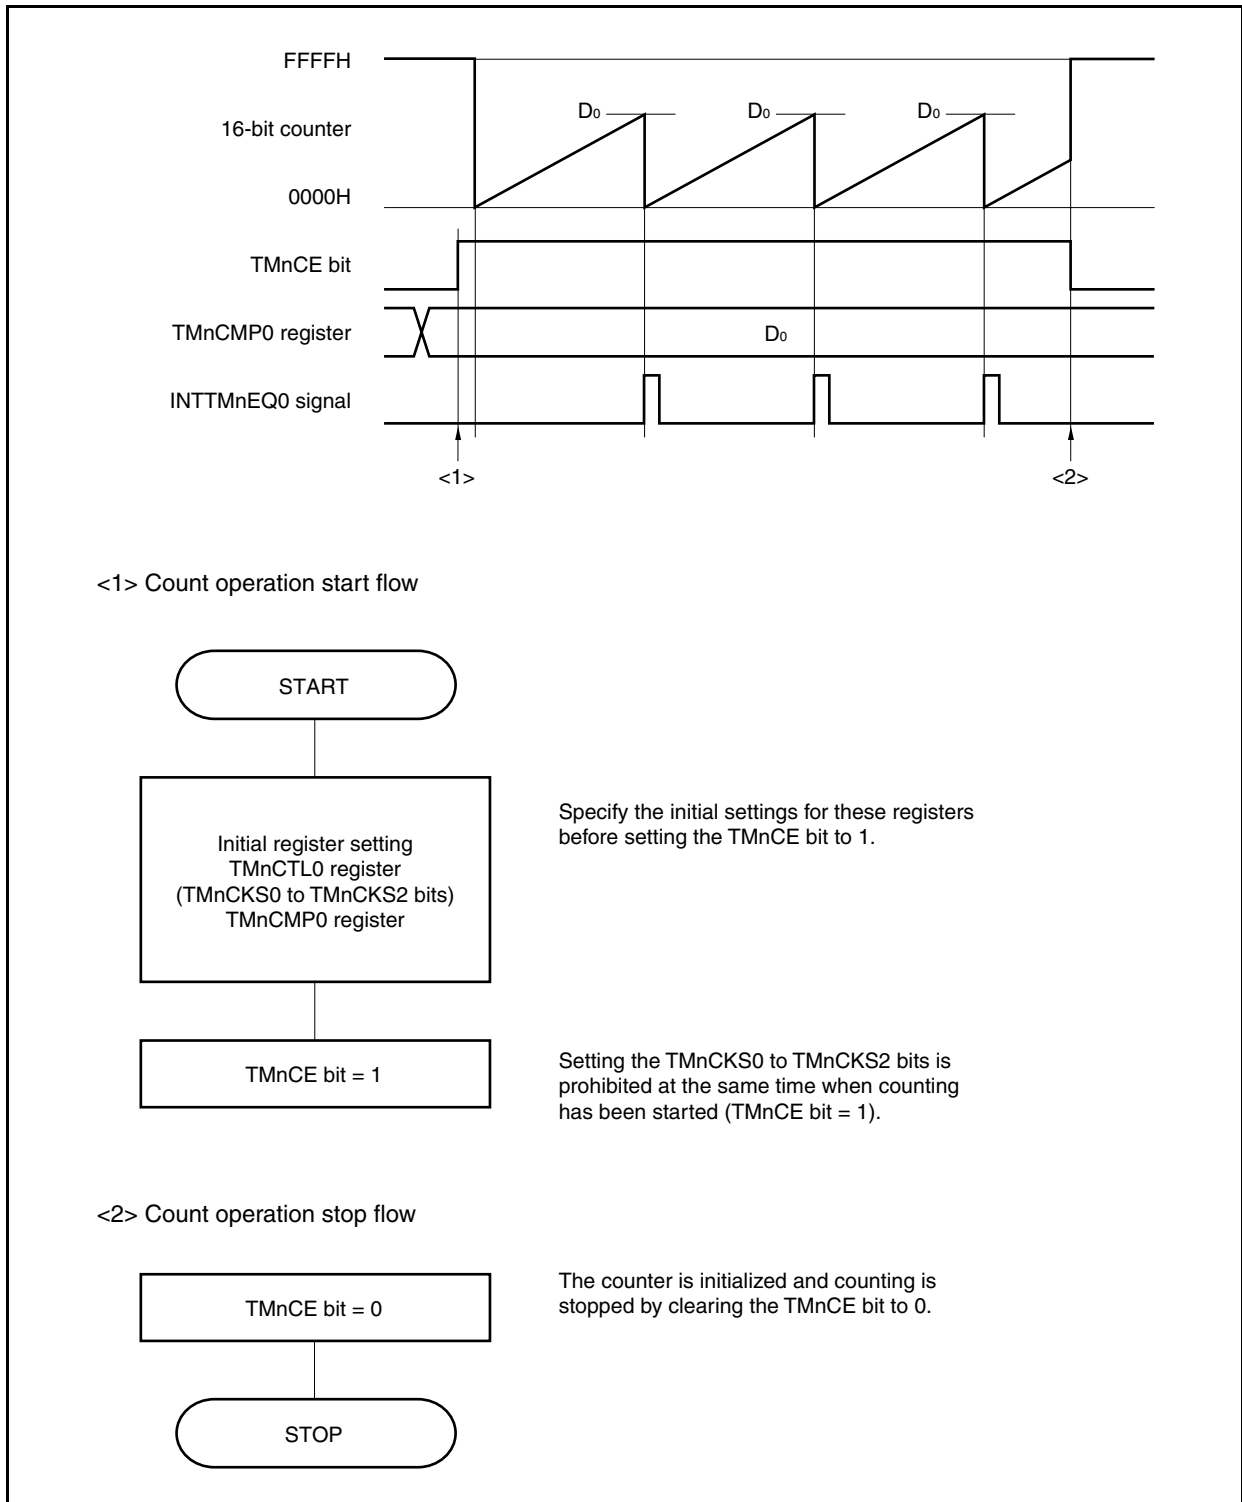 FFFFH
D0
D0
D0
16-bit counter
0000H
TMnCE bit
TMnCMP0 register
D0
INTTMnEQ0 signal
<1>
<2>
<1> Count operation start flow
START
Initial register setting
TMnCTL0 register
(TMnCKS0 to TMnCKS2 bits)
TMnCMP0 register
Specify the initial settings for these registers
before setting the TMnCE bit to 1.
TMnCE bit = 1
Setting the TMnCKS0 to TMnCKS2 bits is
prohibited at the same time when counting
has been started (TMnCE bit = 1).
<2> Count operation stop flow
TMnCE bit = 0
The counter is initialized and counting is
stopped by clearing the TMnCE bit to 0.
STOP